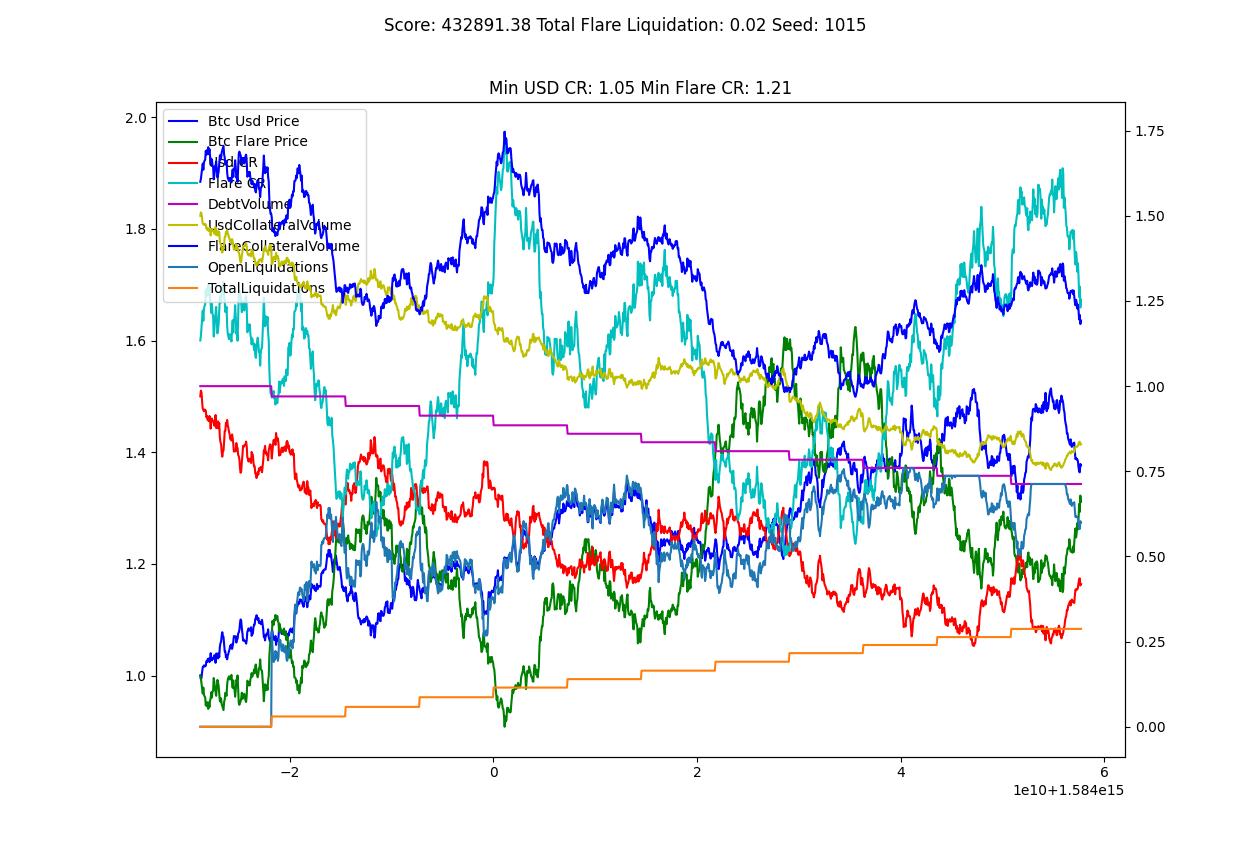 Score: 432891.38 Total Flare Liquidation: 0.02 Seed: 1015
Min USD CR: 1.05 Min Flare CR: 1.21
Btc Usd Price
Btc Flare Price
Usd CR
Flare CR
DebtVolume
UsdCollateralVolume
FlareCollateralVolume
OpenLiquidations
TotalLiquidations
2.0
1.8
1.6
1.4
1.2
1.0
1.75
1.50
1.25
1.00
0.75
0.50
0.25
0.00
−2 0 2 4 6
1e10+1.584e15